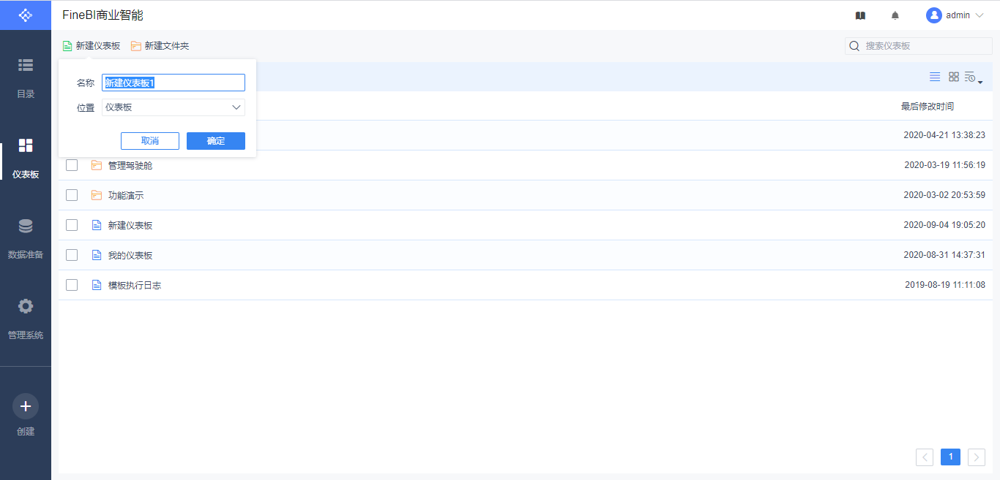 FineBI商业智能
admin
新建仪表板
新建文件夹
搜索仪表板
目录
仪表板
数据准备
管理系统
创建
名称
新建仪表板1
位置
仪表板
取消
确定
最后修改时间
2020-04-21 13:38:23
管理驾驶舱
2020-03-19 11:56:19
功能演示
2020-03-02 20:53:59
新建仪表板
2020-09-04 19:05:20
我的仪表板
2020-08-31 14:37:31
模板执行日志
2019-08-19 11:11:08
1